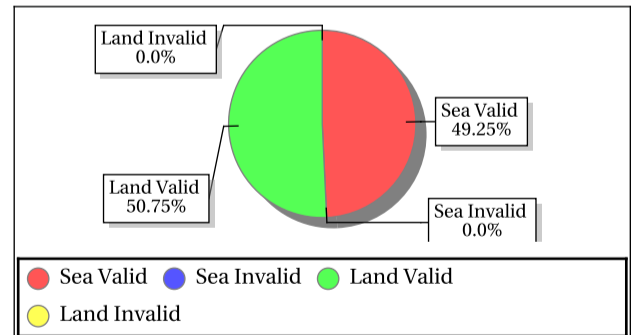 Land Invalid
0.0%
Sea Valid
49.25%
Land Valid
50.75%
Sea Invalid
0.0%
Sea Valid Sea Invalid Land Valid
Land Invalid